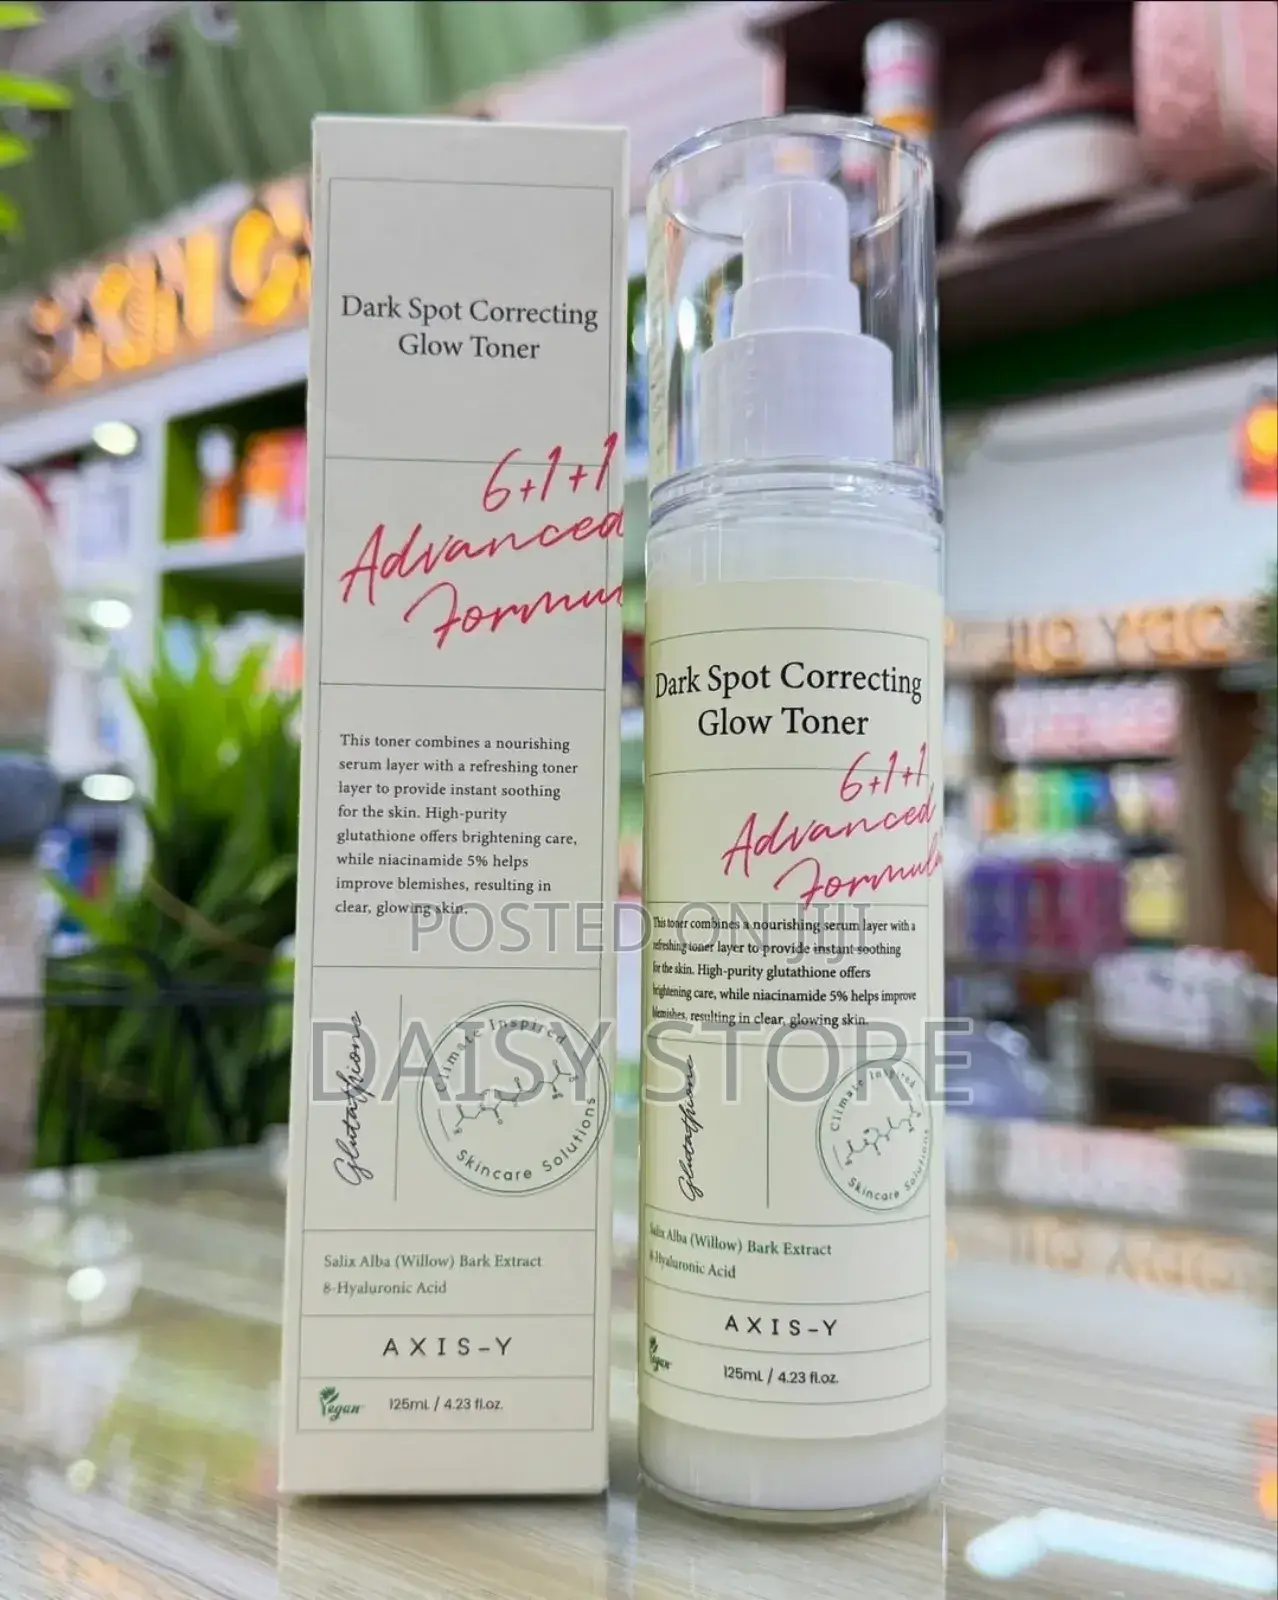 SKIN C
Dark Spot Correcting
Glow Toner
6+1+1
Advanced
Formu
This toner combines a nourishing
serum layer with a refreshing toner
layer to provide instant soothing
for the skin. High-purity
glutathione offers brightening care,
while niacinamide 5% helps
improve blemishes, resulting in
clear, glowing skin.
Glutathione
Climate Inspired
Skincare Solutions
Salix Alba (Willow) Bark Extract
8-Hyaluronic Acid
AXIS-Y
Vegan
125mL / 4.23 fl.oz.
Dark Spot Correcting
Glow Toner
6+1+1
Advanced
Formula
This toner combines a nourishing serum layer with a
refreshing toner layer to provide instant soothing
for the skin. High-purity glutathione offers
brightening care, while niacinamide 5% helps improve
blemishes, resulting in clear, glowing skin.
Glutathione
Climate Inspired
Skincare Solutions
Salix Alba (Willow) Bark Extract
8-Hyaluronic Acid
AXIS-Y
Vegan
125mL / 4.23 fl.oz.
POSTED ON JIJI
DAISY STORE